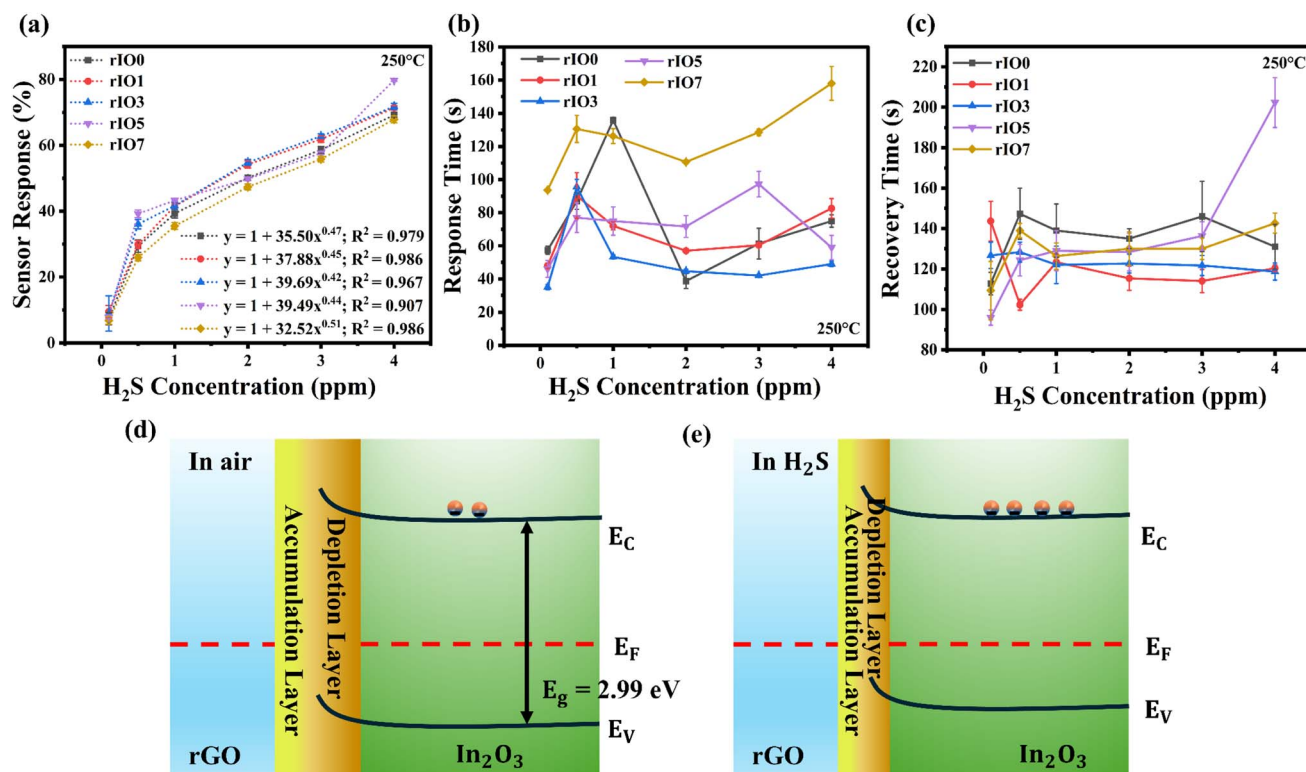 (a)
250°C
rIO0
rIO1
rIO3
rIO5
rIO7
80
60
40
20
0
Sensor Response (%)
y = 1 + 35.50x^0.47; R² = 0.979
y = 1 + 37.88x^0.45; R² = 0.986
y = 1 + 39.69x^0.42; R² = 0.967
y = 1 + 39.49x^0.44; R² = 0.907
y = 1 + 32.52x^0.51; R² = 0.986
0 1 2 3 4
H₂S Concentration (ppm)
(b)
rIO0 rIO5
rIO1 rIO7
rIO3
180
160
140
120
100
80
60
40
20
0
Response Time (s)
250°C
0 1 2 3 4
H₂S Concentration (ppm)
(c)
250°C
rIO0
rIO1
rIO3
rIO5
rIO7
220
200
180
160
140
120
100
80
Recovery Time (s)
0 1 2 3 4
H₂S Concentration (ppm)
(d)
In air
Accumulation Layer
Depletion Layer
E_C
E_F
E_g = 2.99 eV
E_V
rGO
In₂O₃
(e)
In H₂S
Accumulation Layer
Depletion Layer
E_C
E_F
E_V
rGO
In₂O₃